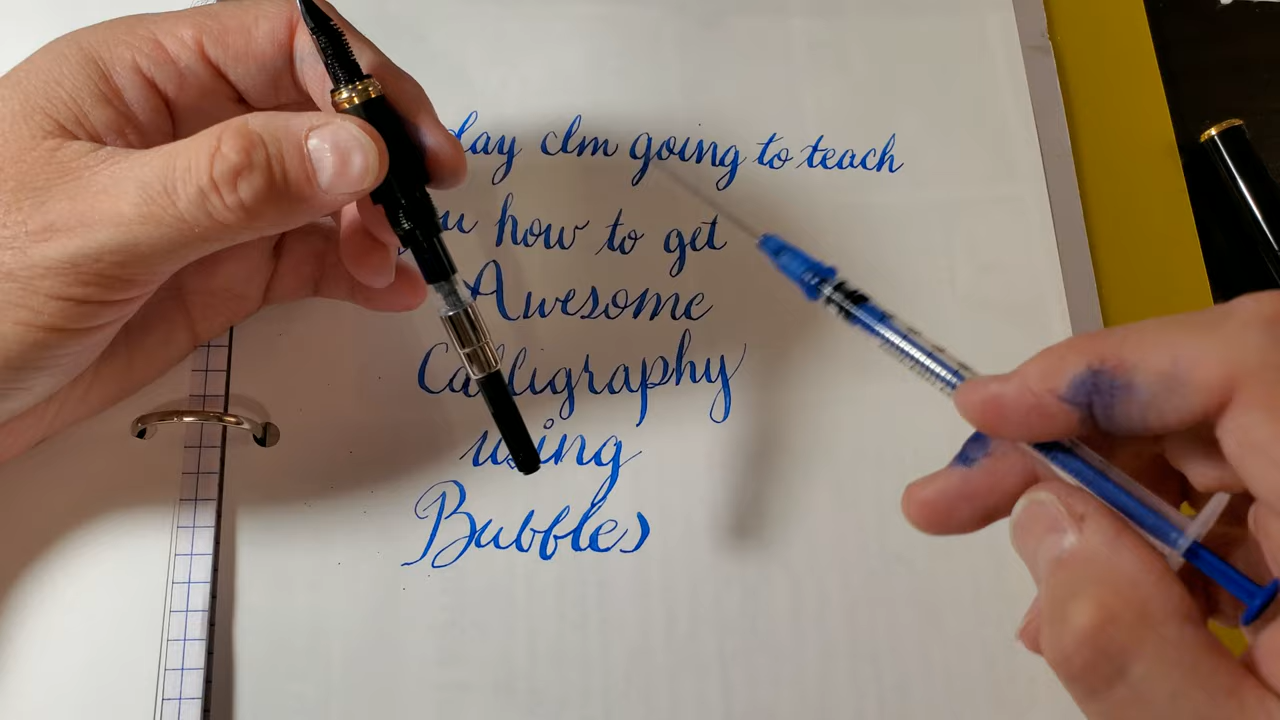 day I'm going to teach
u how to get
Awesome
Calligraphy
using
Bubbles